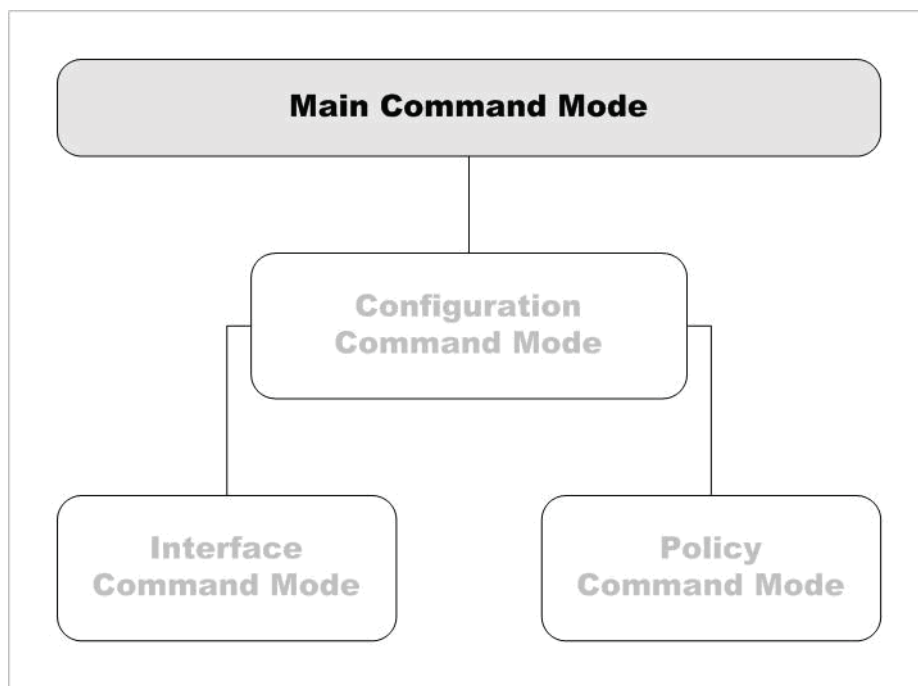 Main Command Mode
Configuration
Command Mode
Interface
Command Mode
Policy
Command Mode